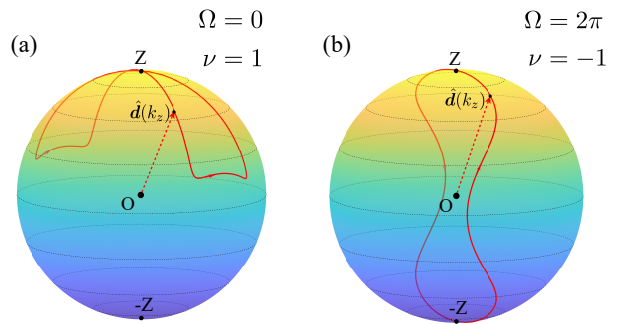 (a)
Ω = 0
ν = 1
Z
d̂(k_z)
O
-Z
(b)
Ω = 2π
ν = −1
Z
d̂(k_z)
O
-Z